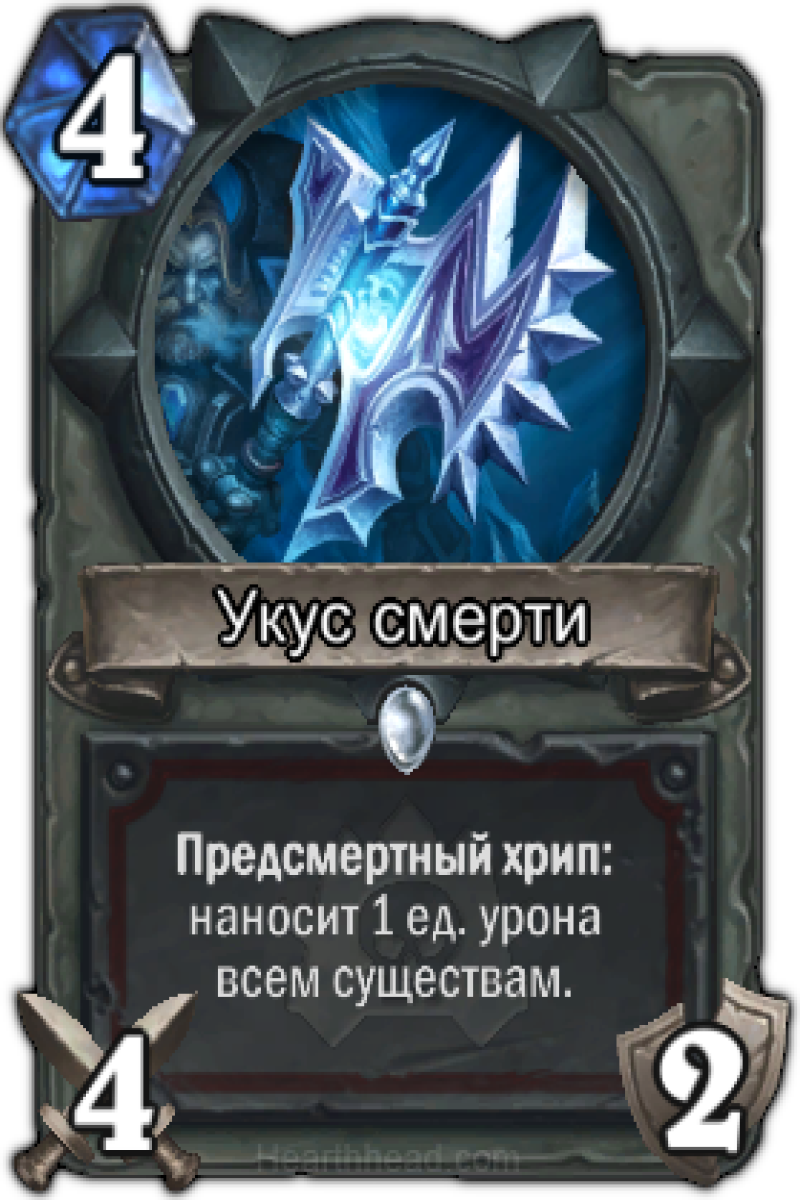 4
Укус смерти
Предсмертный хрип:
наносит 1 ед. урона
всем существам.
4
2
Hearthhead.com